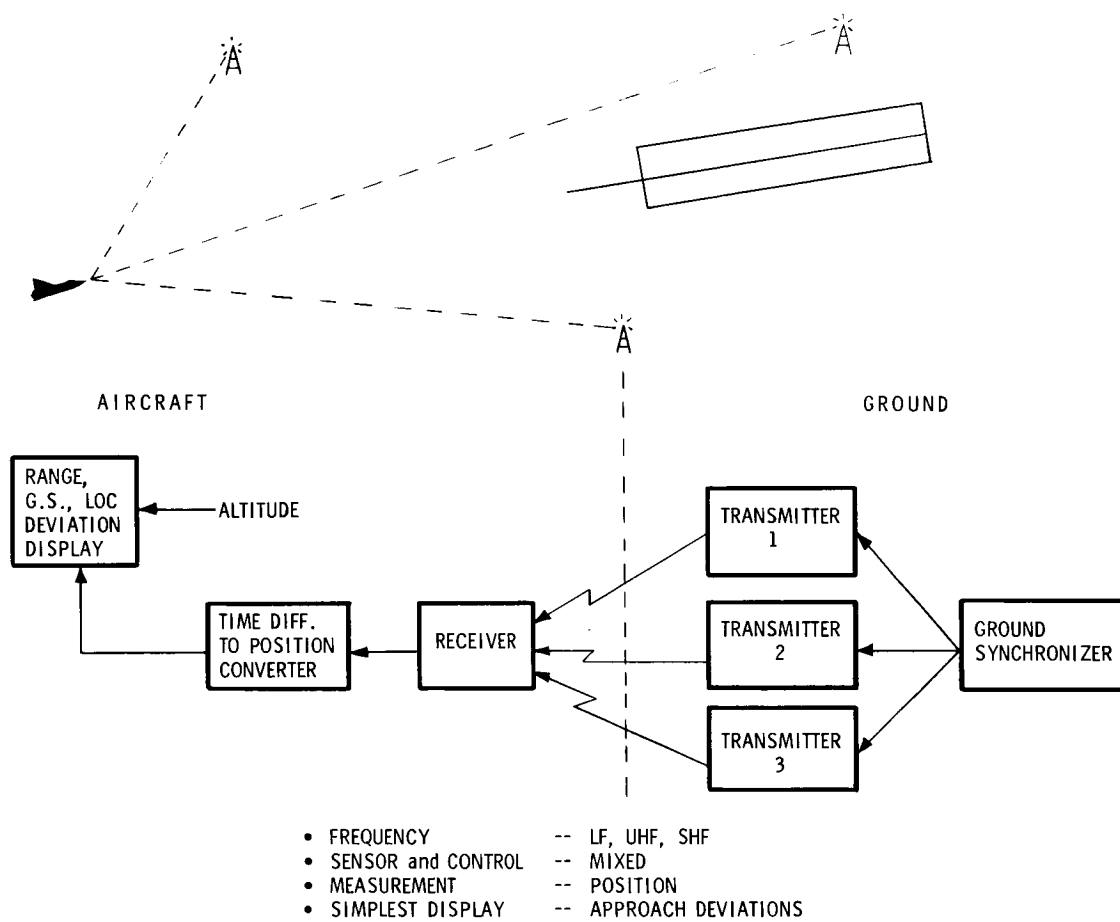 AIRCRAFT
GROUND
RANGE,
G.S., LOC
DEVIATION
DISPLAY
ALTITUDE
TIME DIFF.
TO POSITION
CONVERTER
RECEIVER
TRANSMITTER
1
TRANSMITTER
2
TRANSMITTER
3
GROUND
SYNCHRONIZER
• FREQUENCY -- LF, UHF, SHF
• SENSOR and CONTROL -- MIXED
• MEASUREMENT -- POSITION
• SIMPLEST DISPLAY -- APPROACH DEVIATIONS